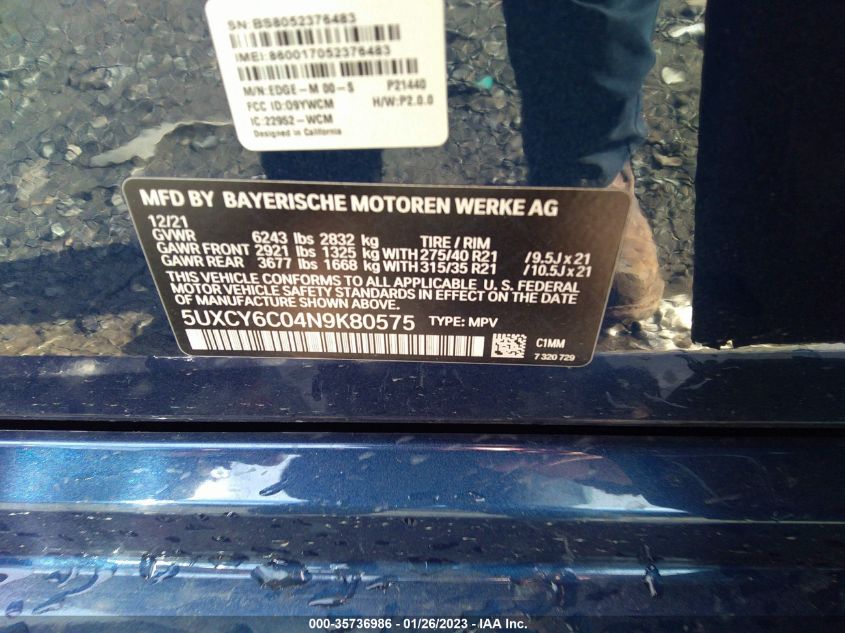 SN: BS8052376483
IMEI: 860017052376483
M/N: EDGE-M 00-S P21440
FCC ID: O9YWCM H/W: P2.0.0
IC: 22952-WCM
Designed in California
MFD BY BAYERISCHE MOTOREN WERKE AG
12/21
GVWR 6243 lbs 2832 kg TIRE / RIM
GAWR FRONT 2921 lbs 1325 kg WITH 275/40 R21 / 9.5J x 21
GAWR REAR 3677 lbs 1668 kg WITH 315/35 R21 / 10.5J x 21
THIS VEHICLE CONFORMS TO ALL APPLICABLE U. S. FEDERAL
MOTOR VEHICLE SAFETY STANDARDS IN EFFECT ON THE DATE
OF MANUFACTURE SHOWN ABOVE.
5UXCY6C04N9K80575 TYPE: MPV
C1MM
7 320 729
000-35736986 - 01/26/2023 - IAA Inc.